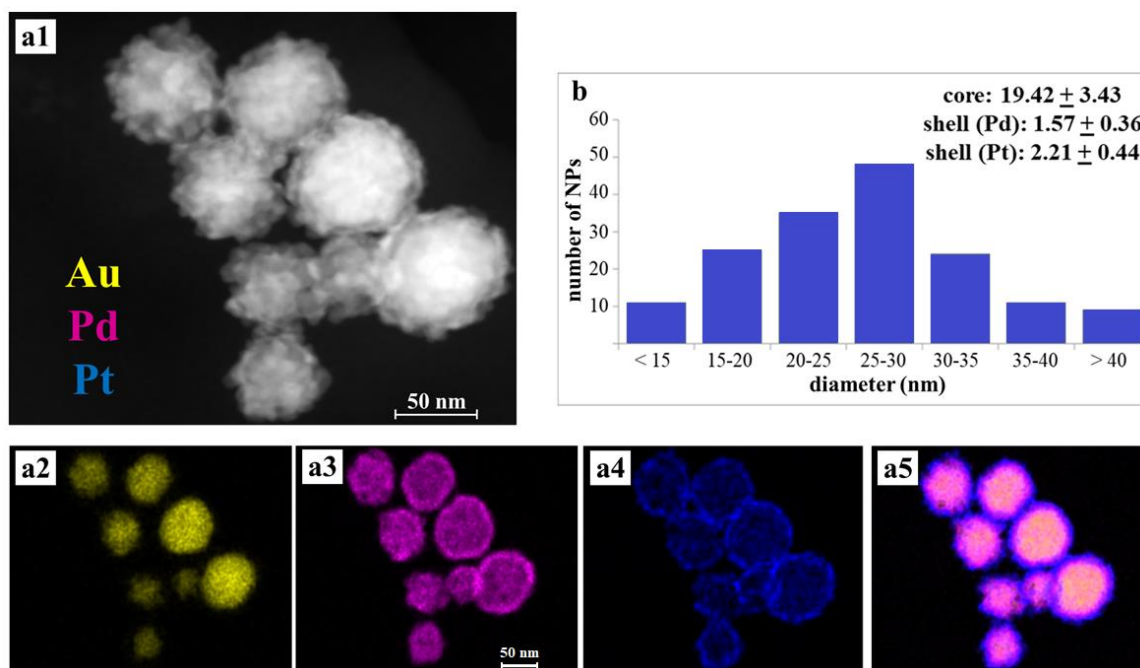 a1
Au
Pd
Pt
50 nm
b
core: 19.42 ± 3.43
shell (Pd): 1.57 ± 0.36
shell (Pt): 2.21 ± 0.44
number of NPs
60
50
40
30
20
10
< 15
15-20
20-25
25-30
30-35
35-40
> 40
diameter (nm)
a2
a3
50 nm
a4
a5